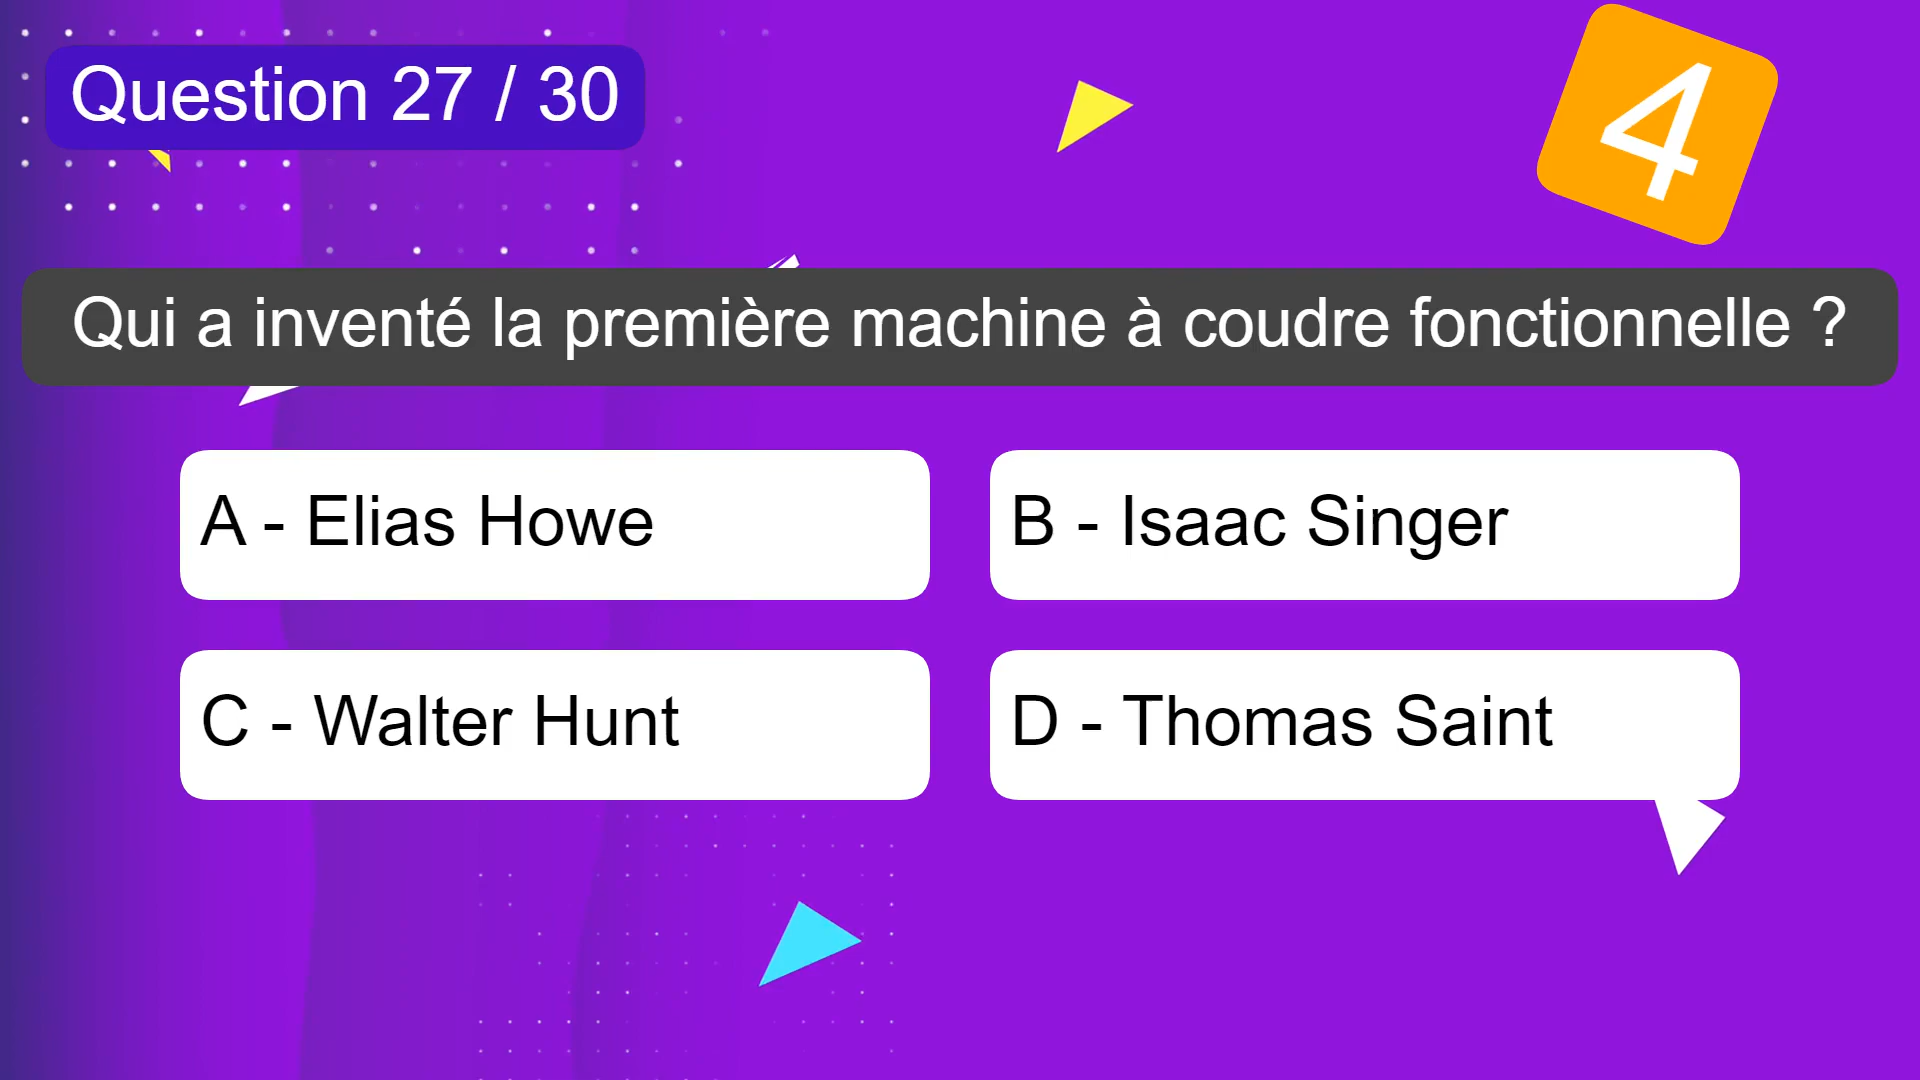 Question 27 / 30
4
Qui a inventé la première machine à coudre fonctionnelle ?
A - Elias Howe
B - Isaac Singer
C - Walter Hunt
D - Thomas Saint